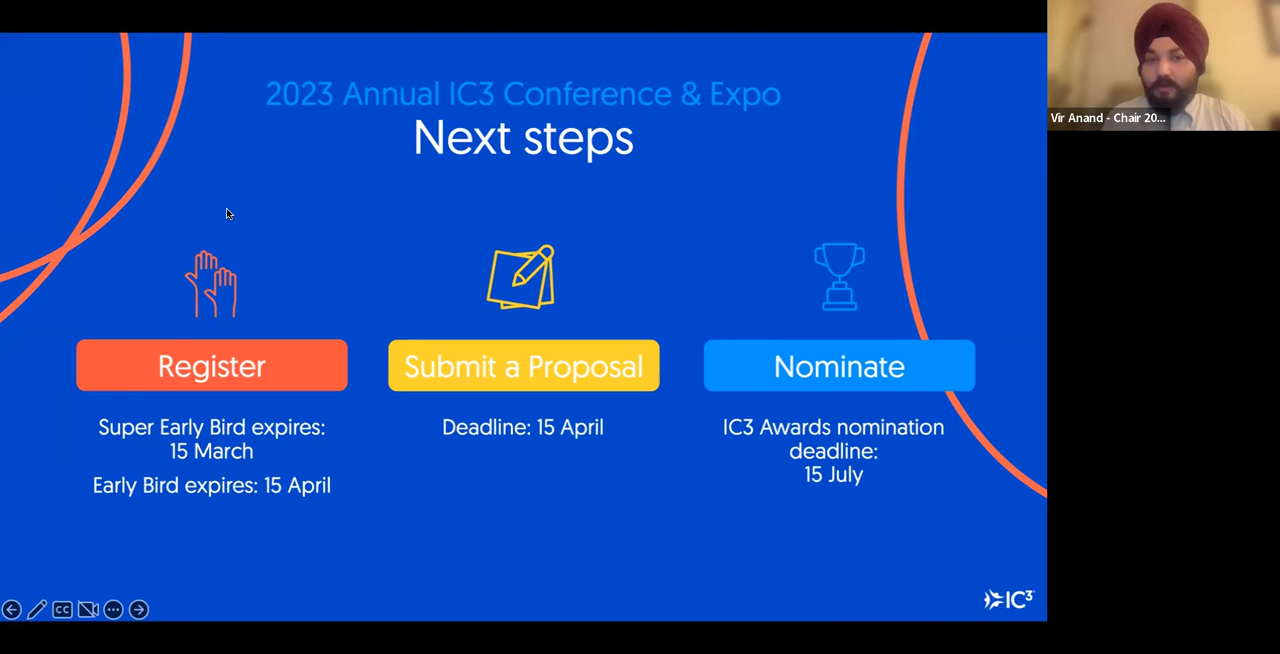 2023 Annual IC3 Conference & Expo
Next steps
Register
Super Early Bird expires:
15 March
Early Bird expires: 15 April
Submit a Proposal
Deadline: 15 April
Nominate
IC3 Awards nomination
deadline:
15 July
CC
IC³
Vir Anand - Chair 20...